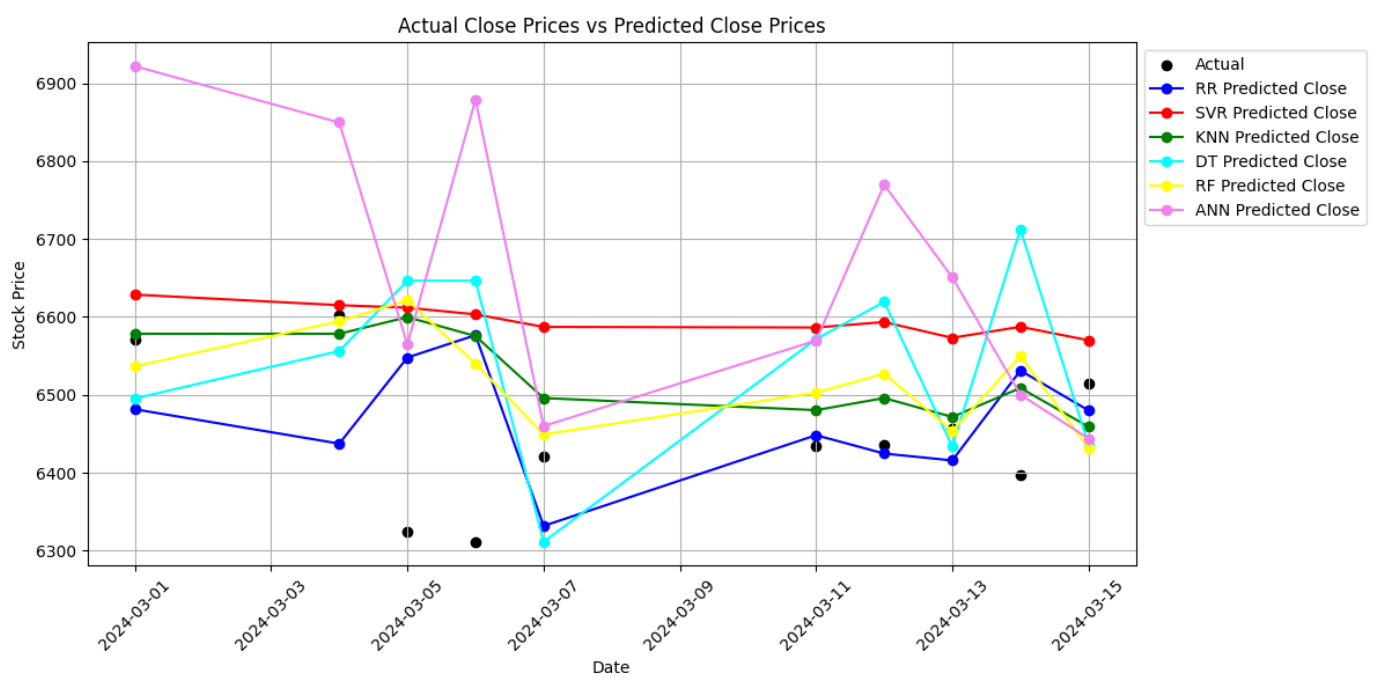 Actual Close Prices vs Predicted Close Prices
Actual
RR Predicted Close
SVR Predicted Close
KNN Predicted Close
DT Predicted Close
RF Predicted Close
ANN Predicted Close
Stock Price
6900
6800
6700
6600
6500
6400
6300
2024-03-01
2024-03-03
2024-03-05
2024-03-07
2024-03-09
2024-03-11
2024-03-13
2024-03-15
Date